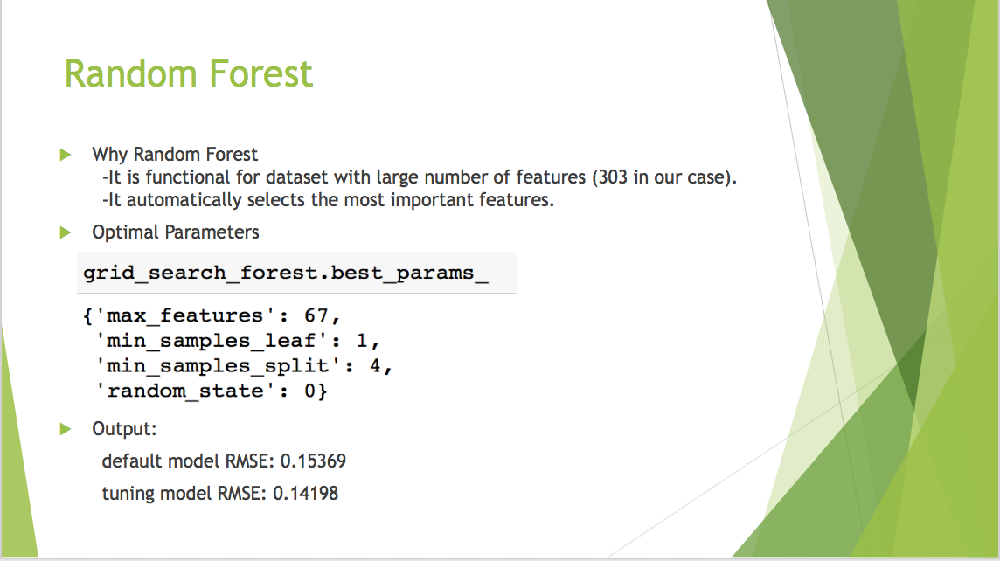 Random Forest
Why Random Forest
-It is functional for dataset with large number of features (303 in our case).
-It automatically selects the most important features.
Optimal Parameters
grid_search_forest.best_params_
{'max_features': 67,
'min_samples_leaf': 1,
'min_samples_split': 4,
'random_state': 0}
Output:
default model RMSE: 0.15369
tuning model RMSE: 0.14198